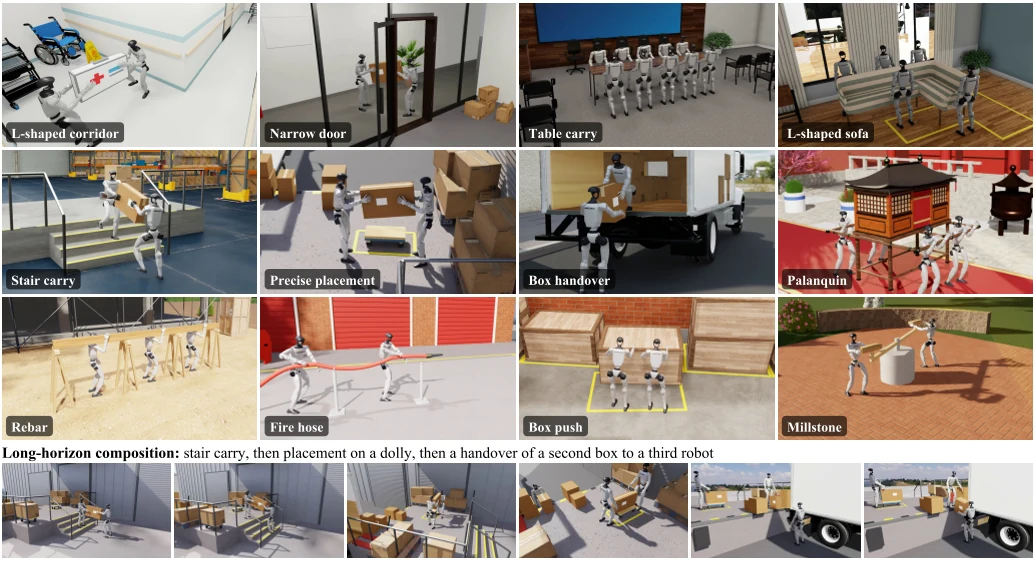 L-shaped corridor
Narrow door
Table carry
L-shaped sofa
Stair carry
Precise placement
Box handover
Palanquin
Rebar
Fire hose
Box push
Millstone
Long-horizon composition: stair carry, then placement on a dolly, then a handover of a second box to a third robot